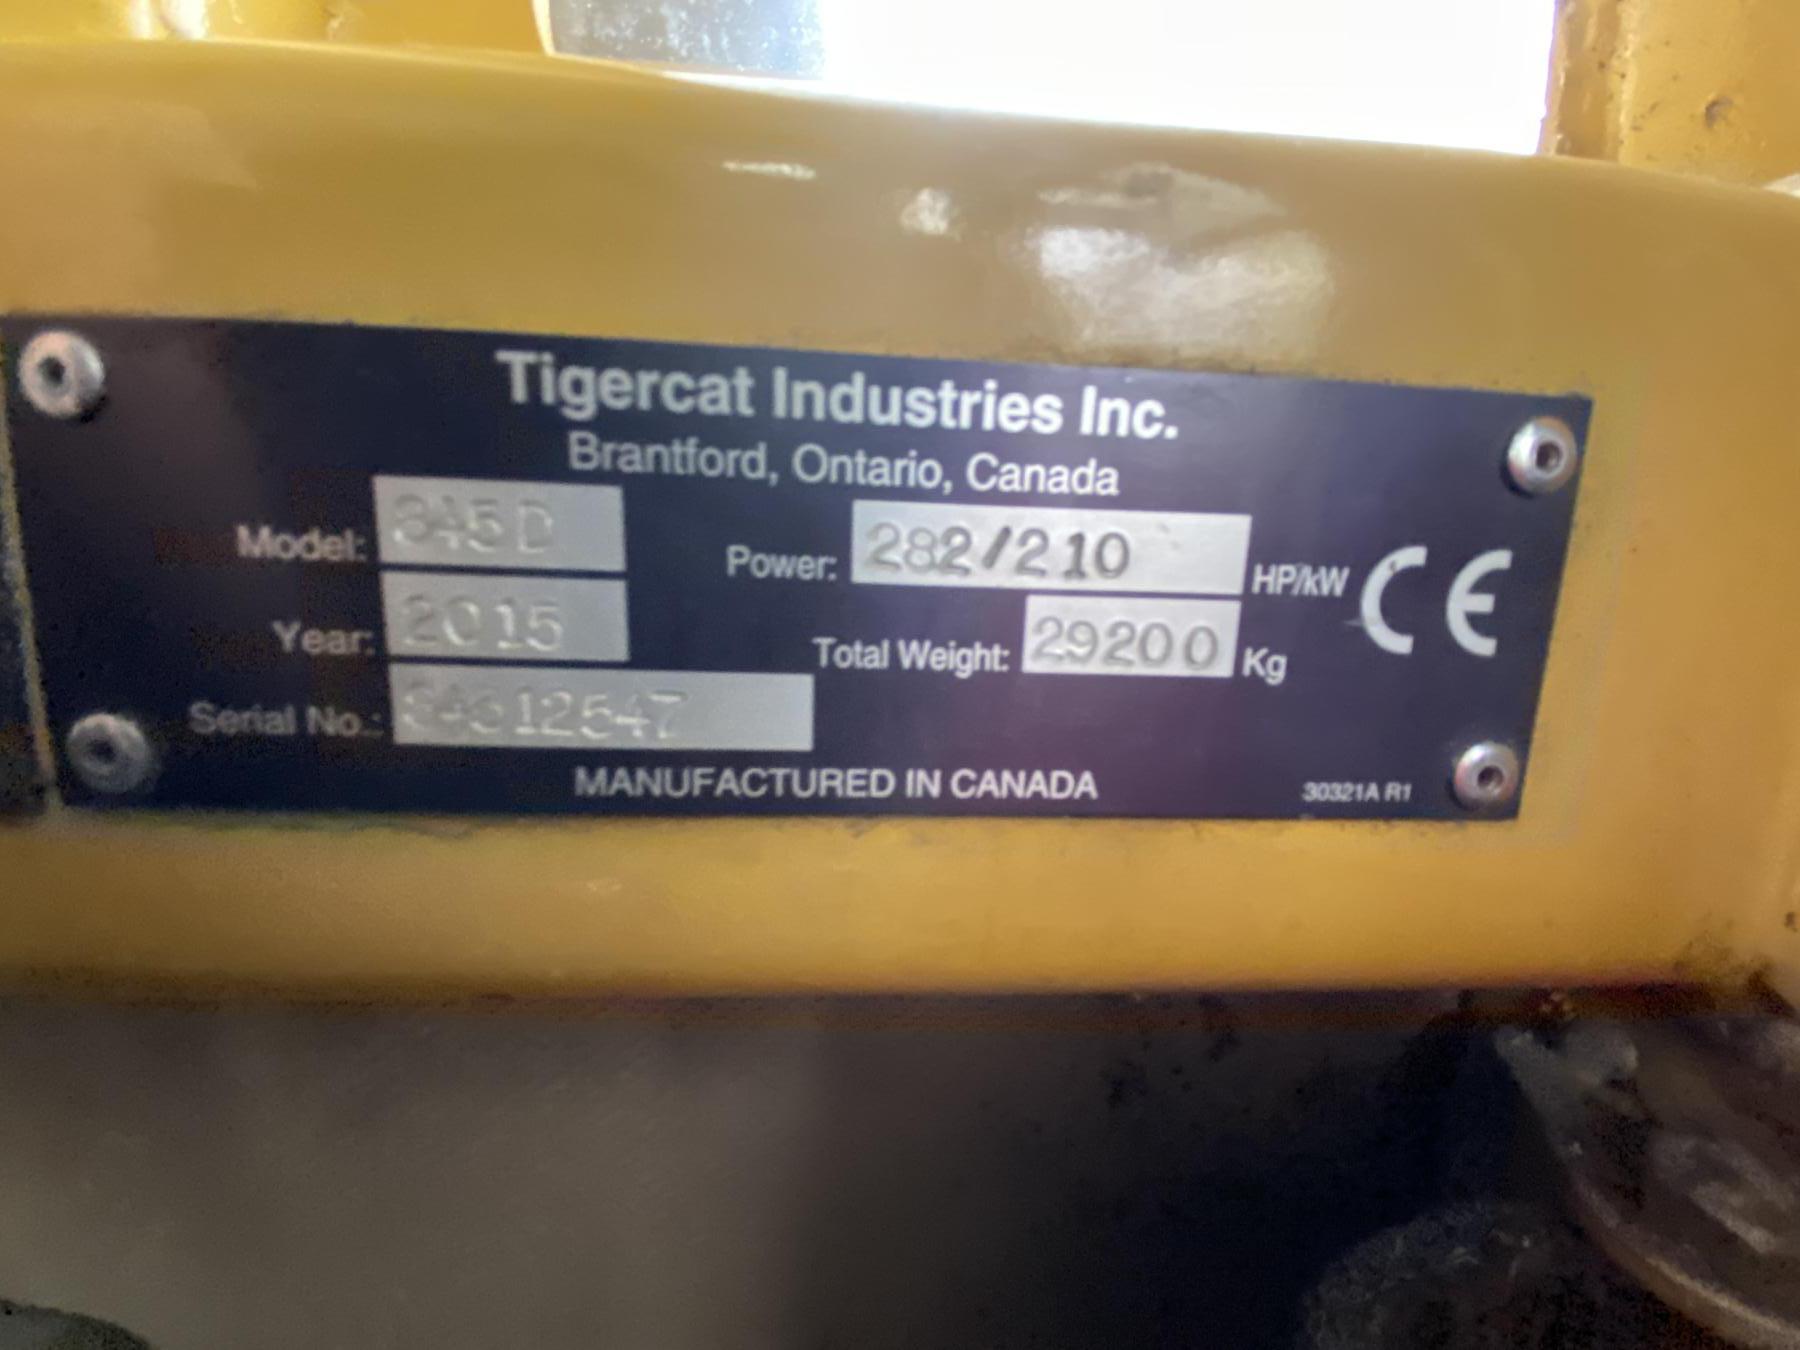 Tigercat Industries Inc.
Brantford, Ontario, Canada
Model: 845D
Power: 282/210 HP/kW
CE
Year: 2015
Total Weight: 29200 Kg
Serial No.:
MANUFACTURED IN CANADA
30321A R1